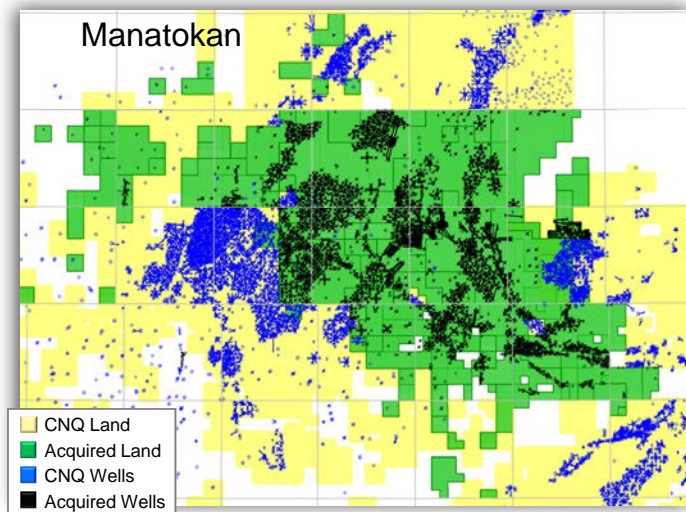 Manatokan
CNQ Land
Acquired Land
CNQ Wells
Acquired Wells